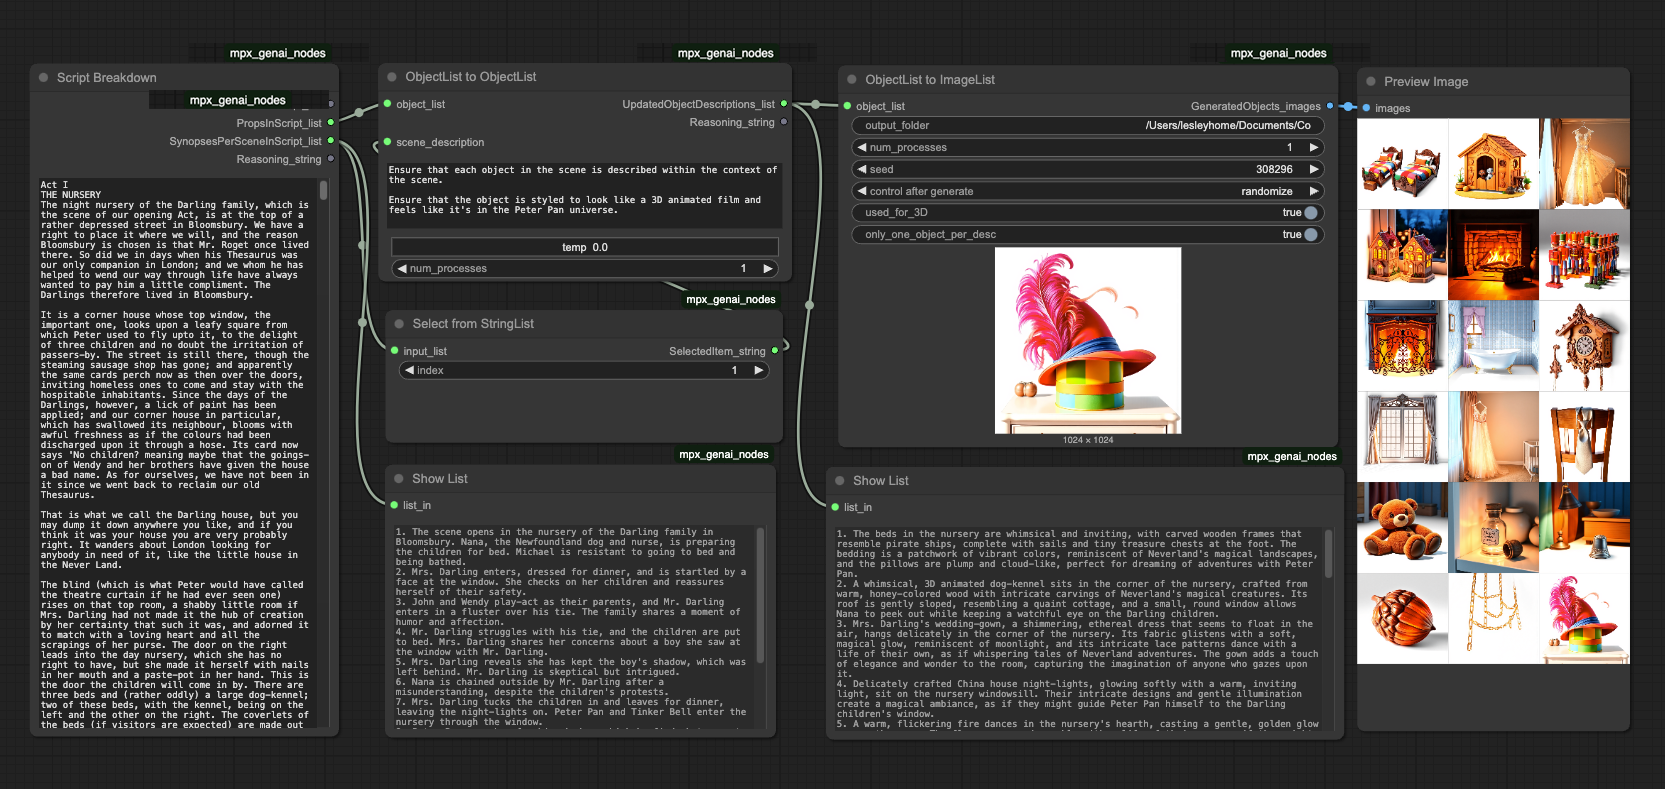 mpx_genai_nodes
Script Breakdown
mpx_genai_nodes
PropsInScript_list
SynopsesPerSceneInScript_list
Reasoning_string
Act I
THE NURSERY
The night nursery of the Darling family, which is
the scene of our opening Act, is at the top of a
rather depressed street in Bloomsbury. We have a
right to place it where we will, and the reason
Bloomsbury is chosen is that Mr. Roget once lived
there. So did we in days when his Thesaurus was
our only companion in London; and we whom he has
helped to wend our way through life have always
wanted to pay him a little compliment. The
Darlings therefore lived in Bloomsbury.
It is a corner house whose top window, the
important one, looks upon a leafy square from
which Peter used to fly upto it, to the delight
of three children and no doubt the irritation of
passers-by. The street is still there, though the
steaming sausage shop has gone; and apparently
the same cards perch now as then over the doors,
inviting homeless ones to come and stay with the
hospitable inhabitants. Since the days of the
Darlings, however, a lick of paint has been
applied; and our corner house in particular,
which has swallowed its neighbour, blooms with
awful freshness as if the colours had been
discharged upon it through a hose. Its card now
says 'No children? meaning maybe that the goings-
on of Wendy and her brothers have given the house
a bad name. As for ourselves, we have not been in
it since we went back to reclaim our old
Thesaurus.
That is what we call the Darling house, but you
may dump it down anywhere you like, and if you
think it was your house you are very probably
right. It wanders about London looking for
anybody in need of it, like the little house in
the Never Land.
The blind (which is what Peter would have called
the theatre curtain if he had ever seen one)
rises on that top room, a shabby little room if
Mrs. Darling had not made it the hub of creation
by her certainty that such it was, and adorned it
to match with a loving heart and all the
scrapings of her purse. The door on the right
leads into the day nursery, which she has no
right to have, but she made it herself with nails
in her mouth and a paste-pot in her hand. This is
the door the children will come in by. There are
three beds and (rather oddly) a large dog-kennel;
two of these beds, with the kennel, being on the
left and the other on the right. The coverlets of
the beds (if visitors are expected) are made out
mpx_genai_nodes
ObjectList to ObjectList
object_list
UpdatedObjectDescriptions_list
Reasoning_string
scene_description
Ensure that each object in the scene is described within the context of
the scene.
Ensure that the object is styled to look like a 3D animated film and
feels like it's in the Peter Pan universe.
temp 0.0
num_processes 1
mpx_genai_nodes
Select from StringList
input_list
SelectedItem_string
index 1
mpx_genai_nodes
Show List
list_in
1. The scene opens in the nursery of the Darling family in
Bloomsbury. Nana, the Newfoundland dog and nurse, is preparing
the children for bed. Michael is resistant to going to bed and
being bathed.
2. Mrs. Darling enters, dressed for dinner, and is startled by a
face at the window. She checks on her children and reassures
herself of their safety.
3. John and Wendy play-act as their parents, and Mr. Darling
enters in a fluster over his tie. The family shares a moment of
humor and affection.
4. Mr. Darling struggles with his tie, and the children are put
to bed. Mrs. Darling shares her concerns about a boy she saw at
the window with Mr. Darling.
5. Mrs. Darling reveals she has kept the boy's shadow, which was
left behind. Mr. Darling is skeptical but intrigued.
6. Nana is chained outside by Mr. Darling after a
misunderstanding, despite the children's protests.
7. Mrs. Darling tucks the children in and leaves for dinner,
leaving the night-lights on. Peter Pan and Tinker Bell enter the
nursery through the window.
mpx_genai_nodes
ObjectList to ImageList
object_list
GeneratedObjects_images
output_folder /Users/lesleyhome/Documents/Co
num_processes 1
seed 308296
control after generate randomize
used_for_3D true
only_one_object_per_desc true
1024 x 1024
mpx_genai_nodes
Show List
list_in
1. The beds in the nursery are whimsical and inviting, with carved wooden frames that
resemble pirate ships, complete with sails and tiny treasure chests at the foot. The
bedding is a patchwork of vibrant colors, reminiscent of Neverland's magical landscapes,
and the pillows are plump and cloud-like, perfect for dreaming of adventures with Peter
Pan.
2. A whimsical, 3D animated dog-kennel sits in the corner of the nursery, crafted from
warm, honey-colored wood with intricate carvings of Neverland's magical creatures. Its
roof is gently sloped, resembling a quaint cottage, and a small, round window allows
Nana to peek out while keeping a watchful eye on the Darling children.
3. Mrs. Darling's wedding-gown, a shimmering, ethereal dress that seems to float in the
air, hangs delicately in the corner of the nursery. Its fabric glistens with a soft,
magical glow, reminiscent of moonlight, and its intricate lace patterns dance with a
life of their own, as if whispering tales of Neverland adventures. The gown adds a touch
of elegance and wonder to the room, capturing the imagination of anyone who gazes upon
it.
4. Delicately crafted China house night-lights, glowing softly with a warm, inviting
light, sit on the nursery windowsill. Their intricate designs and gentle illumination
create a magical ambiance, as if they might guide Peter Pan himself to the Darling
children's window.
5. A warm, flickering fire dances in the nursery's hearth, casting a gentle, golden glow
Preview Image
images